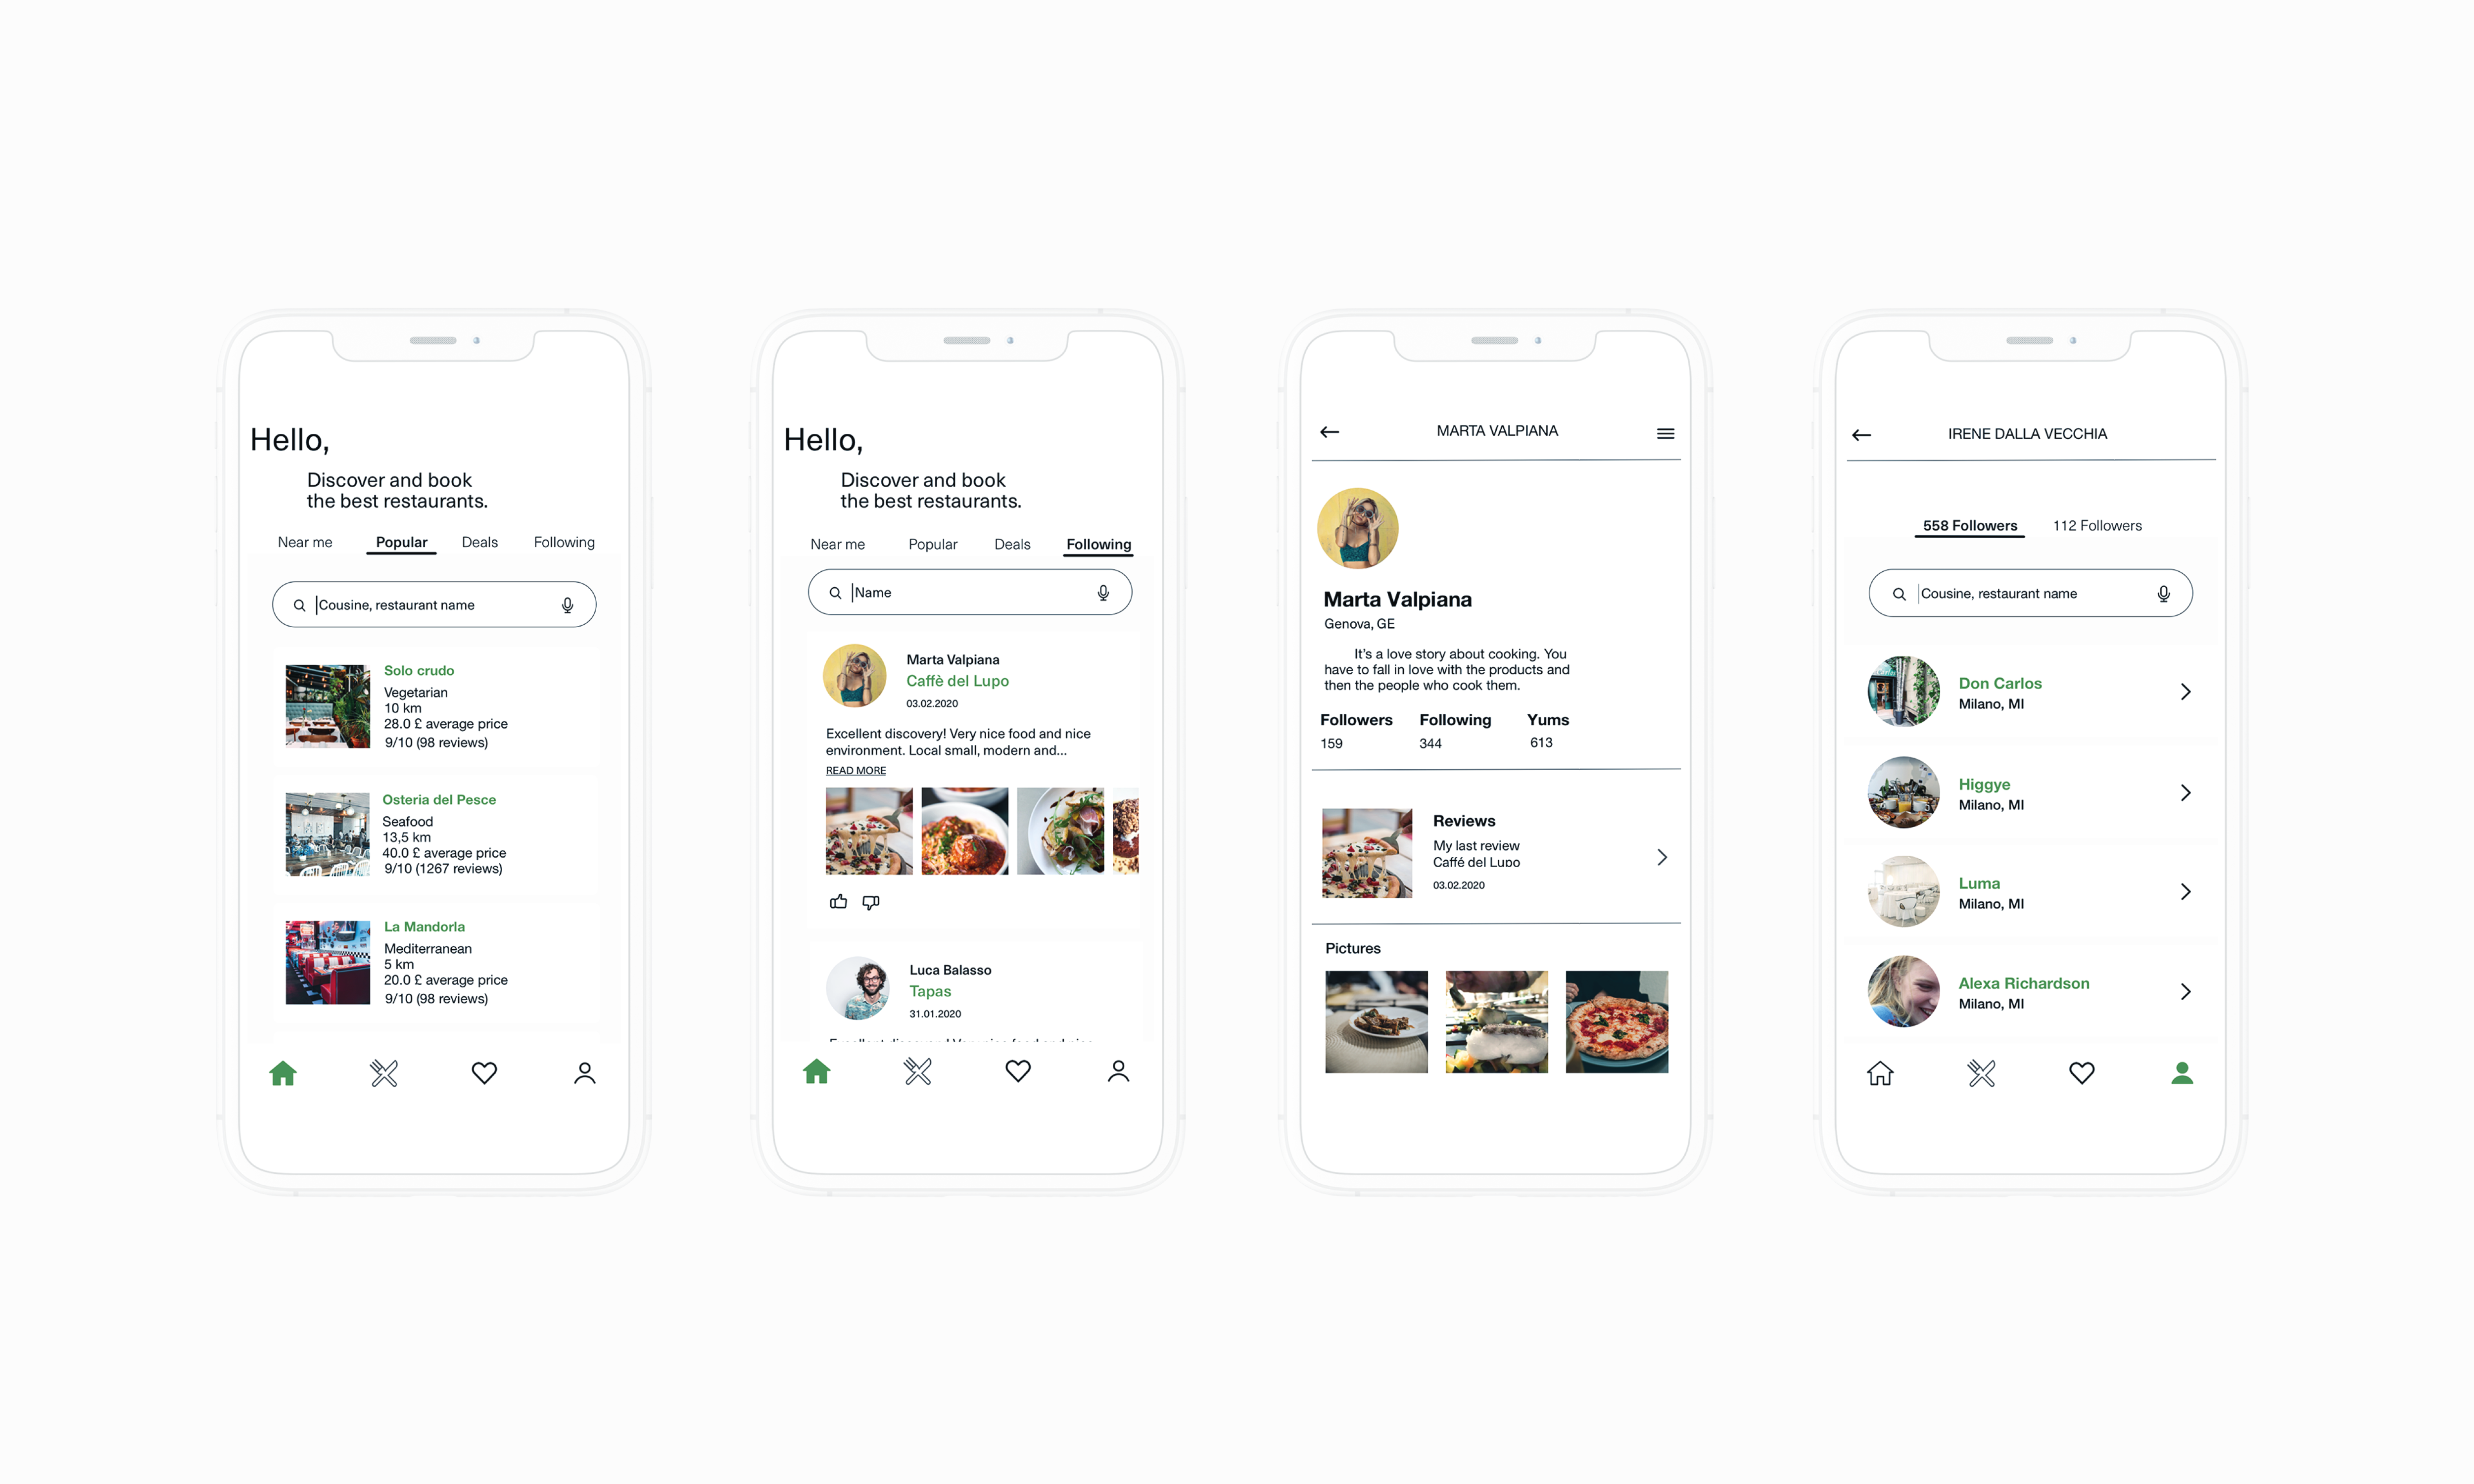 Hello,
Discover and book
the best restaurants.
Near me Popular Deals Following
Cousine, restaurant name
Solo crudo
Vegetarian
10 km
28.0 £ average price
9/10 (98 reviews)
Osteria del Pesce
Seafood
13,5 km
40.0 £ average price
9/10 (1267 reviews)
La Mandorla
Mediterranean
5 km
20.0 £ average price
9/10 (98 reviews)
Hello,
Discover and book
the best restaurants.
Near me Popular Deals Following
Name
Marta Valpiana
Caffè del Lupo
03.02.2020
Excellent discovery! Very nice food and nice
environment. Local small, modern and...
READ MORE
Luca Balasso
Tapas
31.01.2020
Excellent discovery! Very nice food and nice
MARTA VALPIANA
Marta Valpiana
Genova, GE
It's a love story about cooking. You
have to fall in love with the products and
then the people who cook them.
Followers Following Yums
159 344 613
Reviews
My last review
Caffé del Lupo
03.02.2020
Pictures
IRENE DALLA VECCHIA
558 Followers 112 Followers
Cousine, restaurant name
Don Carlos
Milano, MI
Higgye
Milano, MI
Luma
Milano, MI
Alexa Richardson
Milano, MI